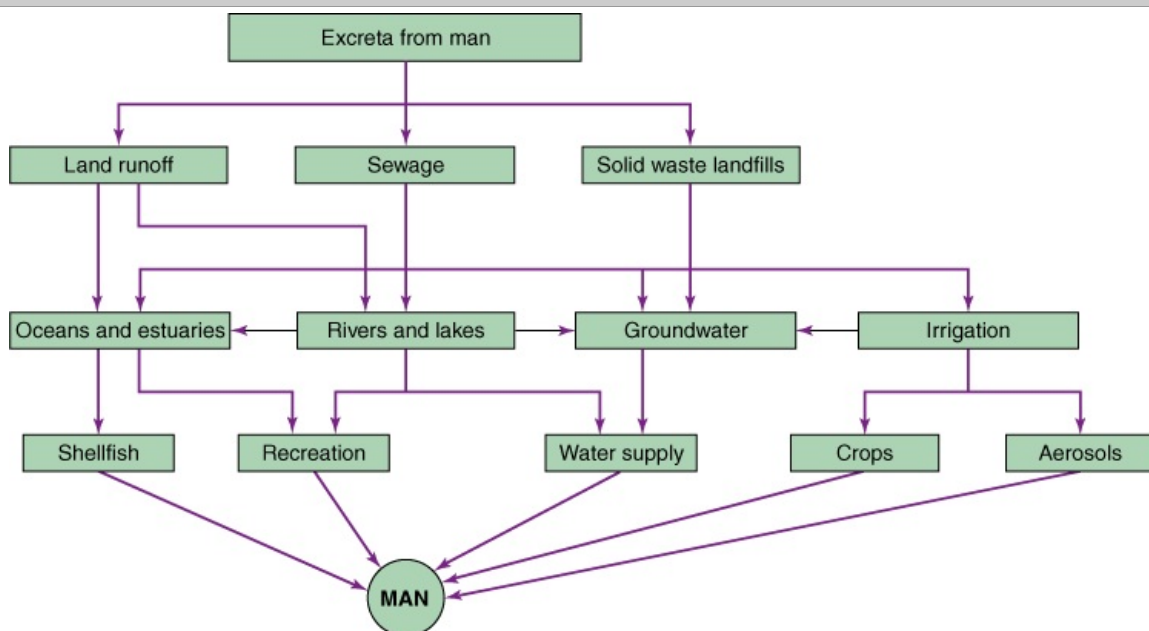 Excreta from man
Land runoff
Sewage
Solid waste landfills
Oceans and estuaries
Rivers and lakes
Groundwater
Irrigation
Shellfish
Recreation
Water supply
Crops
Aerosols
MAN